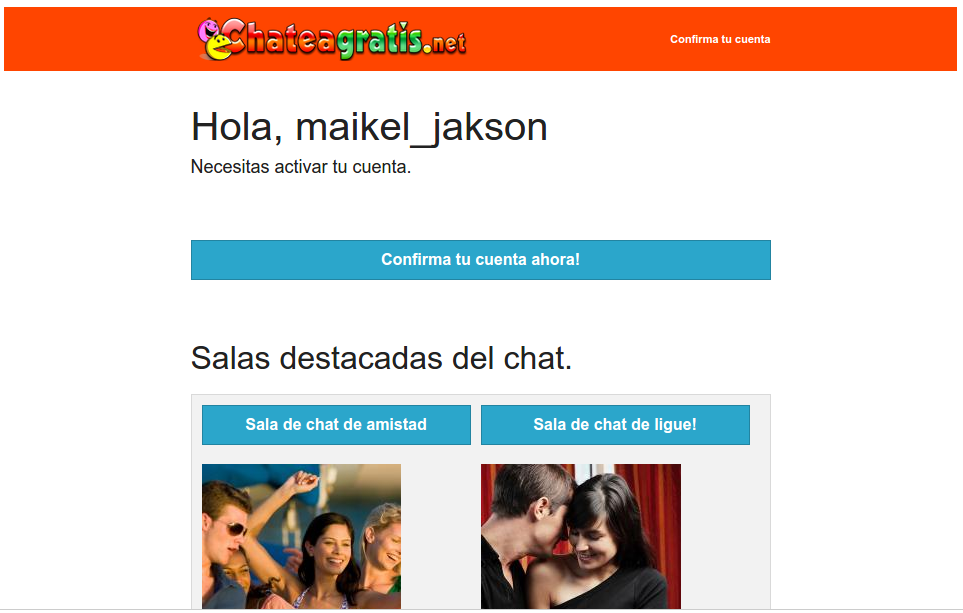 Chateagratis.net
Confirma tu cuenta
Hola, maikel_jakson
Necesitas activar tu cuenta.
Confirma tu cuenta ahora!
Salas destacadas del chat.
Sala de chat de amistad
Sala de chat de ligue!